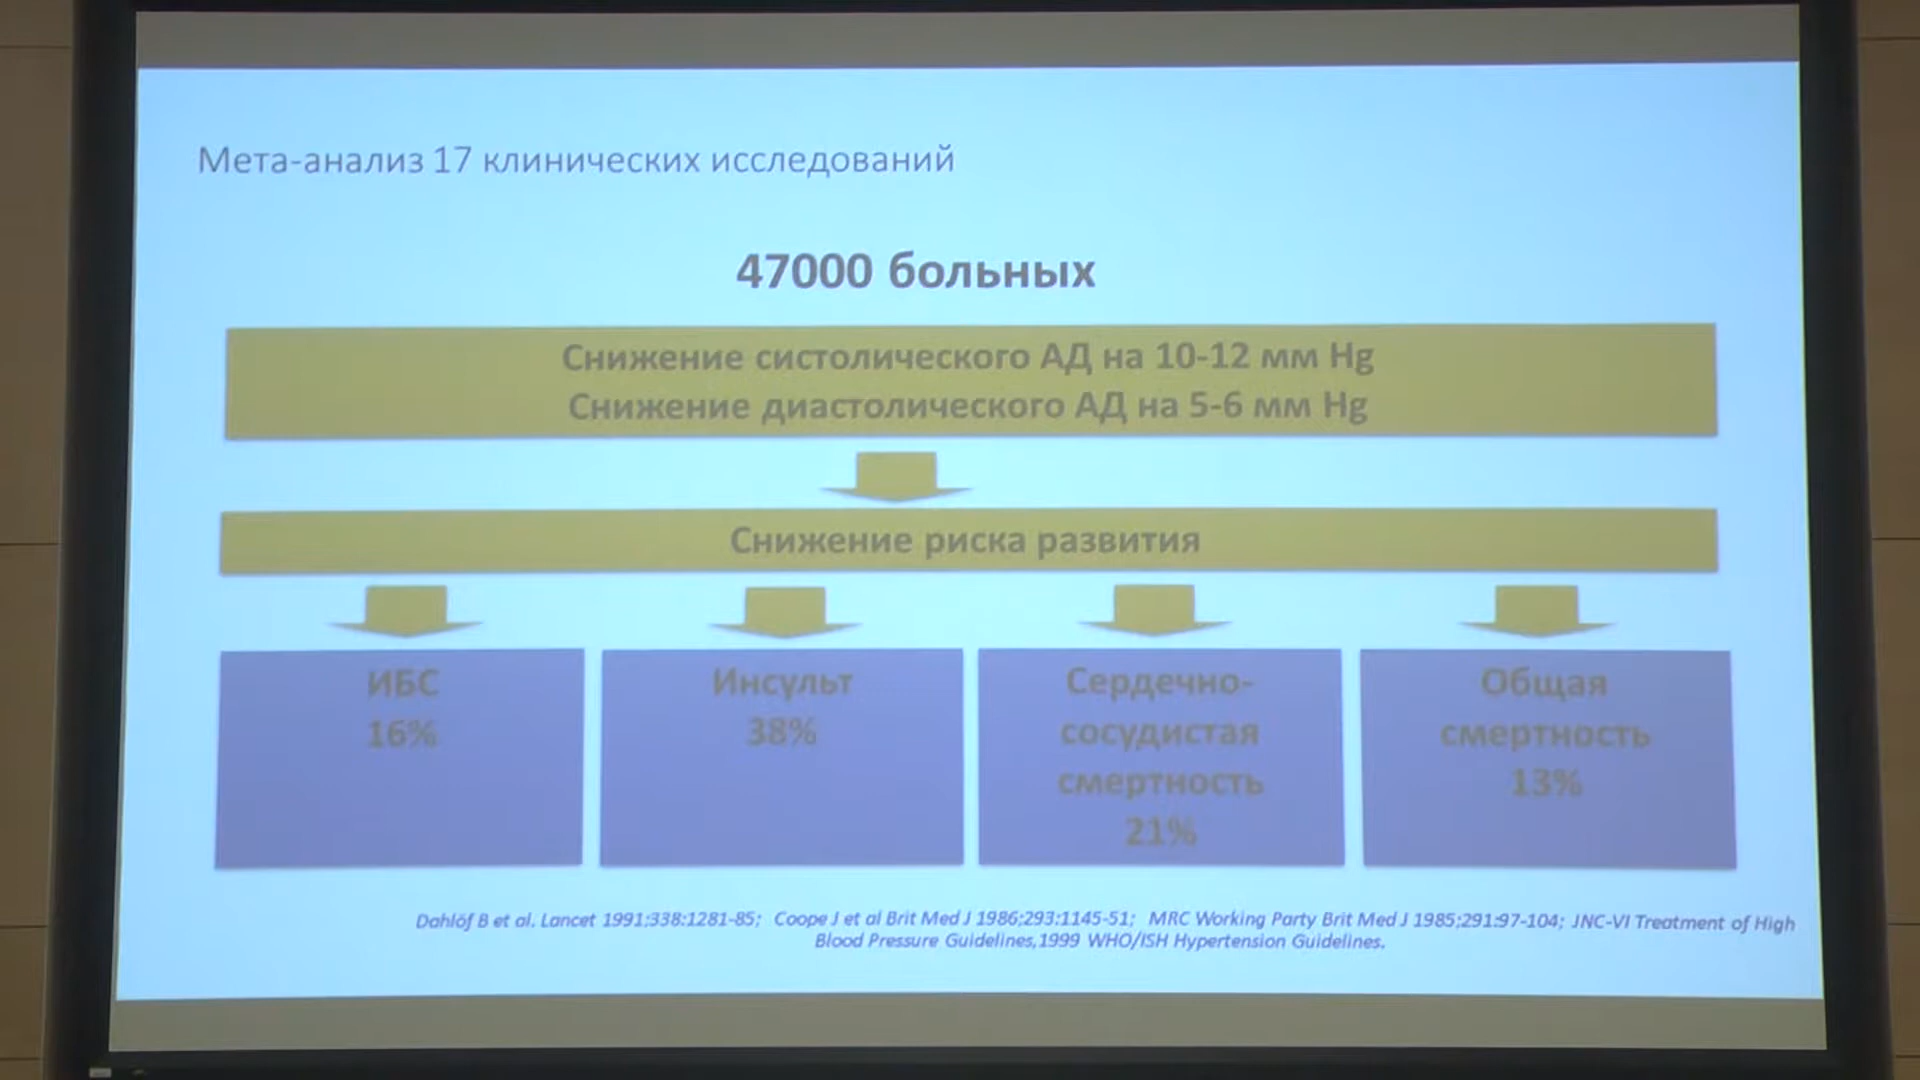 Мета-анализ 17 клинических исследований
47000 больных
Снижение систолического АД на 10-12 мм Hg
Снижение диастолического АД на 5-6 мм Hg
Снижение риска развития
ИБС
16%
Инсульт
38%
Сердечно-
сосудистая
смертность
21%
Общая
смертность
13%
Dahlöf B et al. Lancet 1991;338:1281-85; Coope J et al Brit Med J 1986;293:1145-51; MRC Working Party Brit Med J 1985;291:97-104; JNC-VI Treatment of High
Blood Pressure Guidelines,1999 WHO/ISH Hypertension Guidelines.